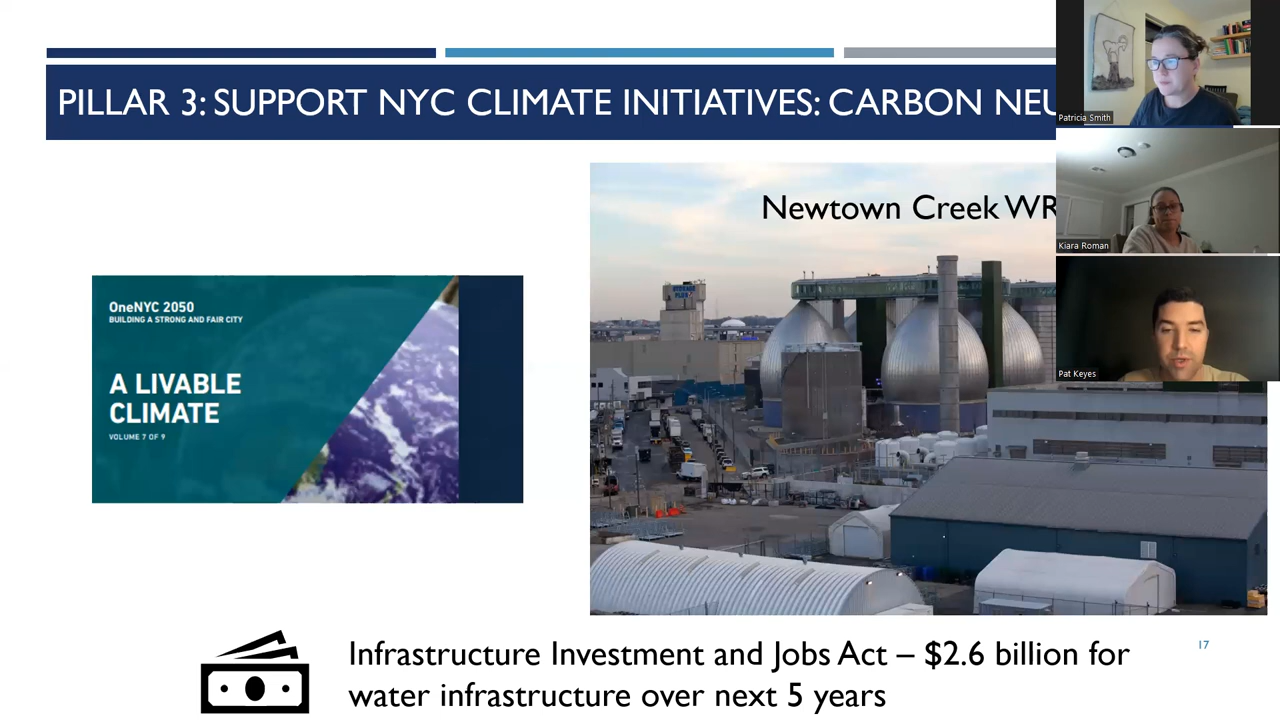 PILLAR 3: SUPPORT NYC CLIMATE INITIATIVES: CARBON NEU
Patricia Smith
Newtown Creek WR
Kiara Roman
OneNYC 2050
BUILDING A STRONG AND FAIR CITY
A LIVABLE
CLIMATE
VOLUME 7 OF 9
STORAGE
PLUS
Pat Keyes
Infrastructure Investment and Jobs Act – $2.6 billion for
water infrastructure over next 5 years
17